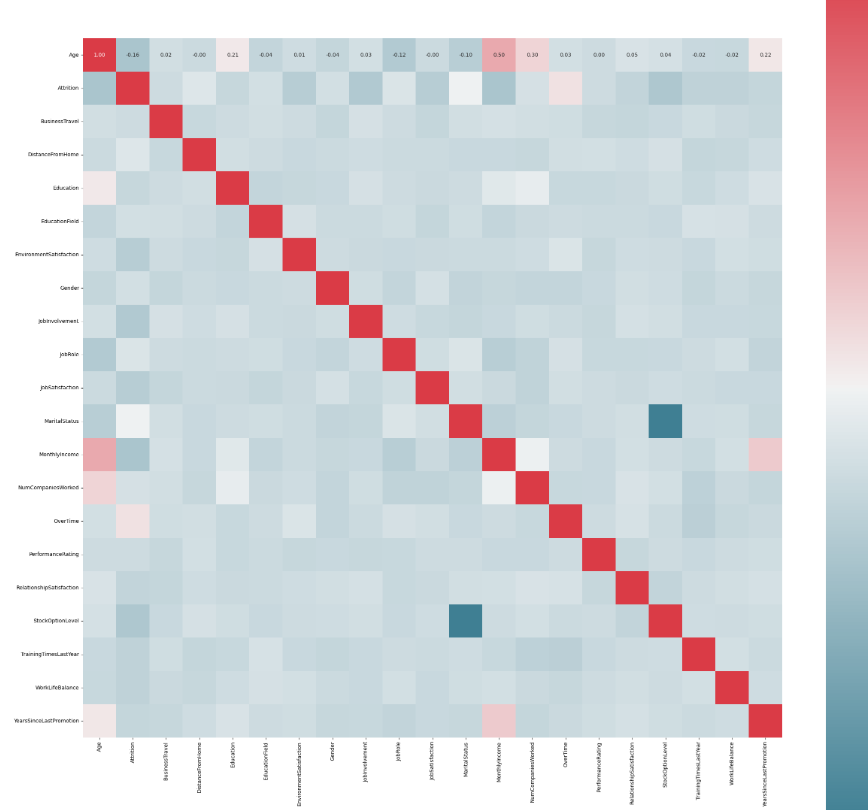 Age 1.00 -0.16 0.02 -0.00 0.21 -0.04 0.01 -0.04 0.03 -0.12 -0.00 -0.10 0.50 0.30 0.03 0.00 0.05 0.04 -0.02 -0.02 0.22
Attrition
BusinessTravel
DistanceFromHome
Education
EducationField
EnvironmentSatisfaction
Gender
JobInvolvement
JobRole
JobSatisfaction
MaritalStatus
MonthlyIncome
NumCompaniesWorked
OverTime
PerformanceRating
RelationshipSatisfaction
StockOptionLevel
TrainingTimesLastYear
WorkLifeBalance
YearsSinceLastPromotion
Age
Attrition
BusinessTravel
DistanceFromHome
Education
EducationField
EnvironmentSatisfaction
Gender
JobInvolvement
JobRole
JobSatisfaction
MaritalStatus
MonthlyIncome
NumCompaniesWorked
OverTime
PerformanceRating
RelationshipSatisfaction
StockOptionLevel
TrainingTimesLastYear
WorkLifeBalance
YearsSinceLastPromotion